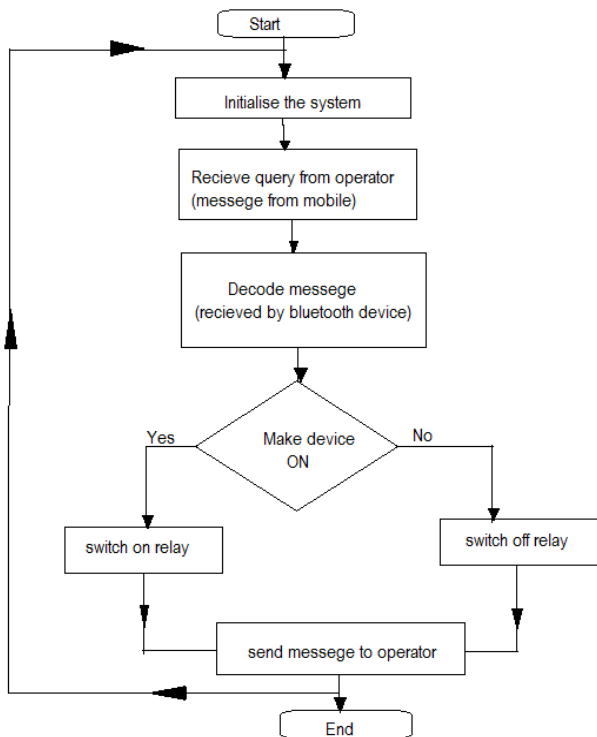 Start
Initialise the system
Recieve query from operator
(messege from mobile)
Decode messege
(recieved by bluetooth device)
Make device
ON
Yes
No
switch on relay
switch off relay
send messege to operator
End